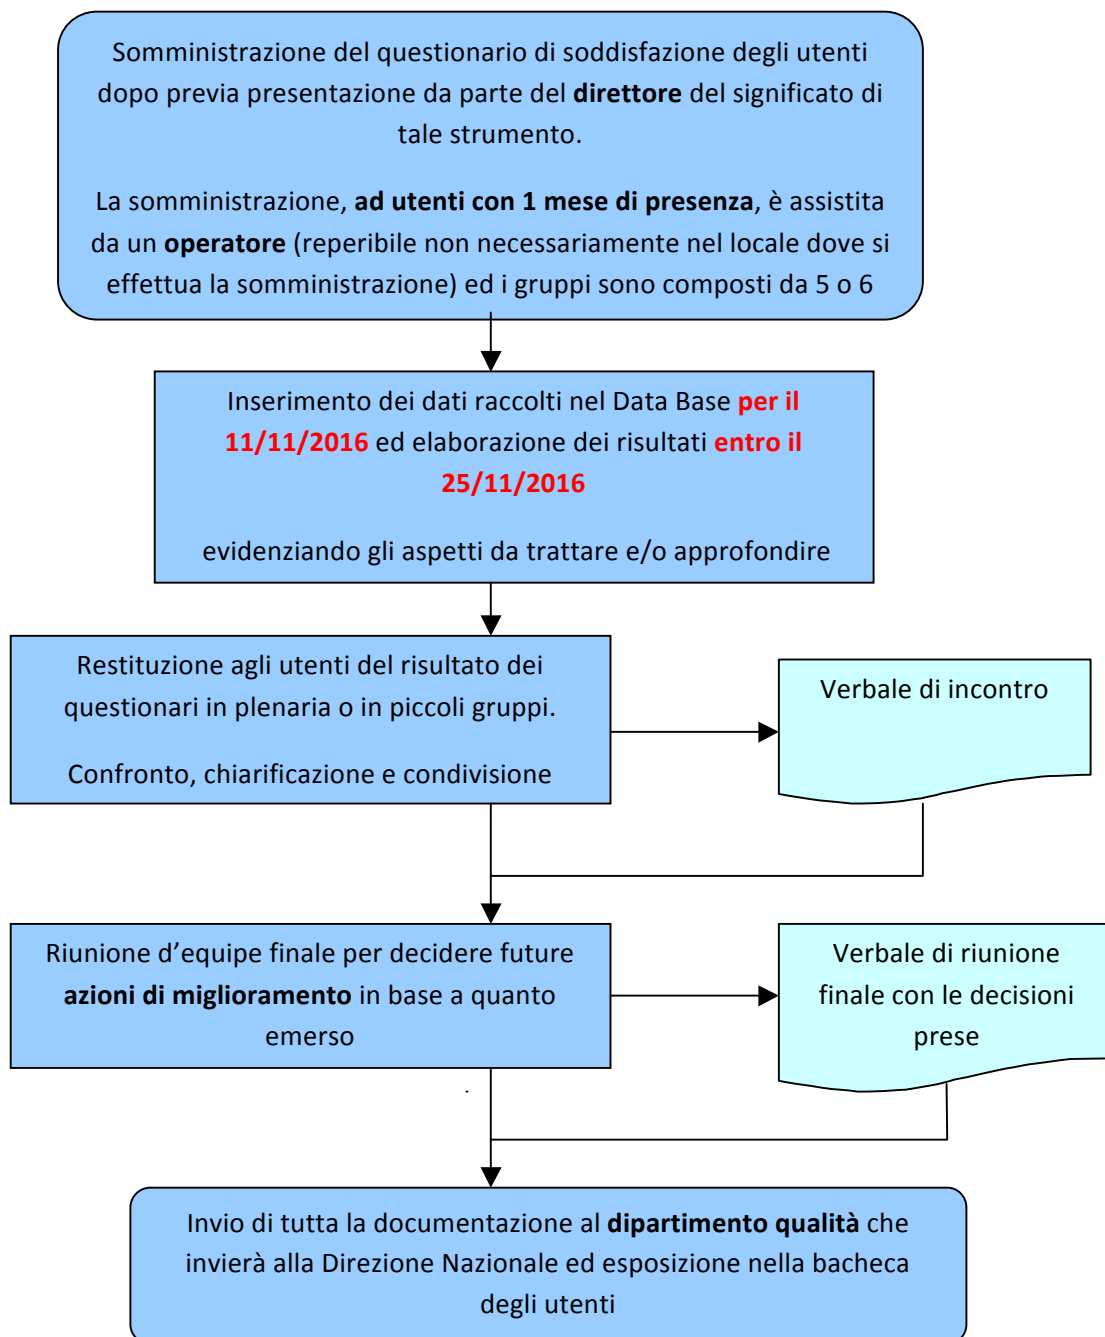 Somministrazione del questionario di soddisfazione degli utenti
dopo previa presentazione da parte del direttore del significato di
tale strumento.
La somministrazione, ad utenti con 1 mese di presenza, è assistita
da un operatore (reperibile non necessariamente nel locale dove si
effettua la somministrazione) ed i gruppi sono composti da 5 o 6
Inserimento dei dati raccolti nel Data Base per il
11/11/2016 ed elaborazione dei risultati entro il
25/11/2016
evidenziando gli aspetti da trattare e/o approfondire
Restituzione agli utenti del risultato dei
questionari in plenaria o in piccoli gruppi.
Confronto, chiarificazione e condivisione
Verbale di incontro
Riunione d’equipe finale per decidere future
azioni di miglioramento in base a quanto
emerso
Verbale di riunione
finale con le decisioni
prese
Invio di tutta la documentazione al dipartimento qualità che
invierà alla Direzione Nazionale ed esposizione nella bacheca
degli utenti